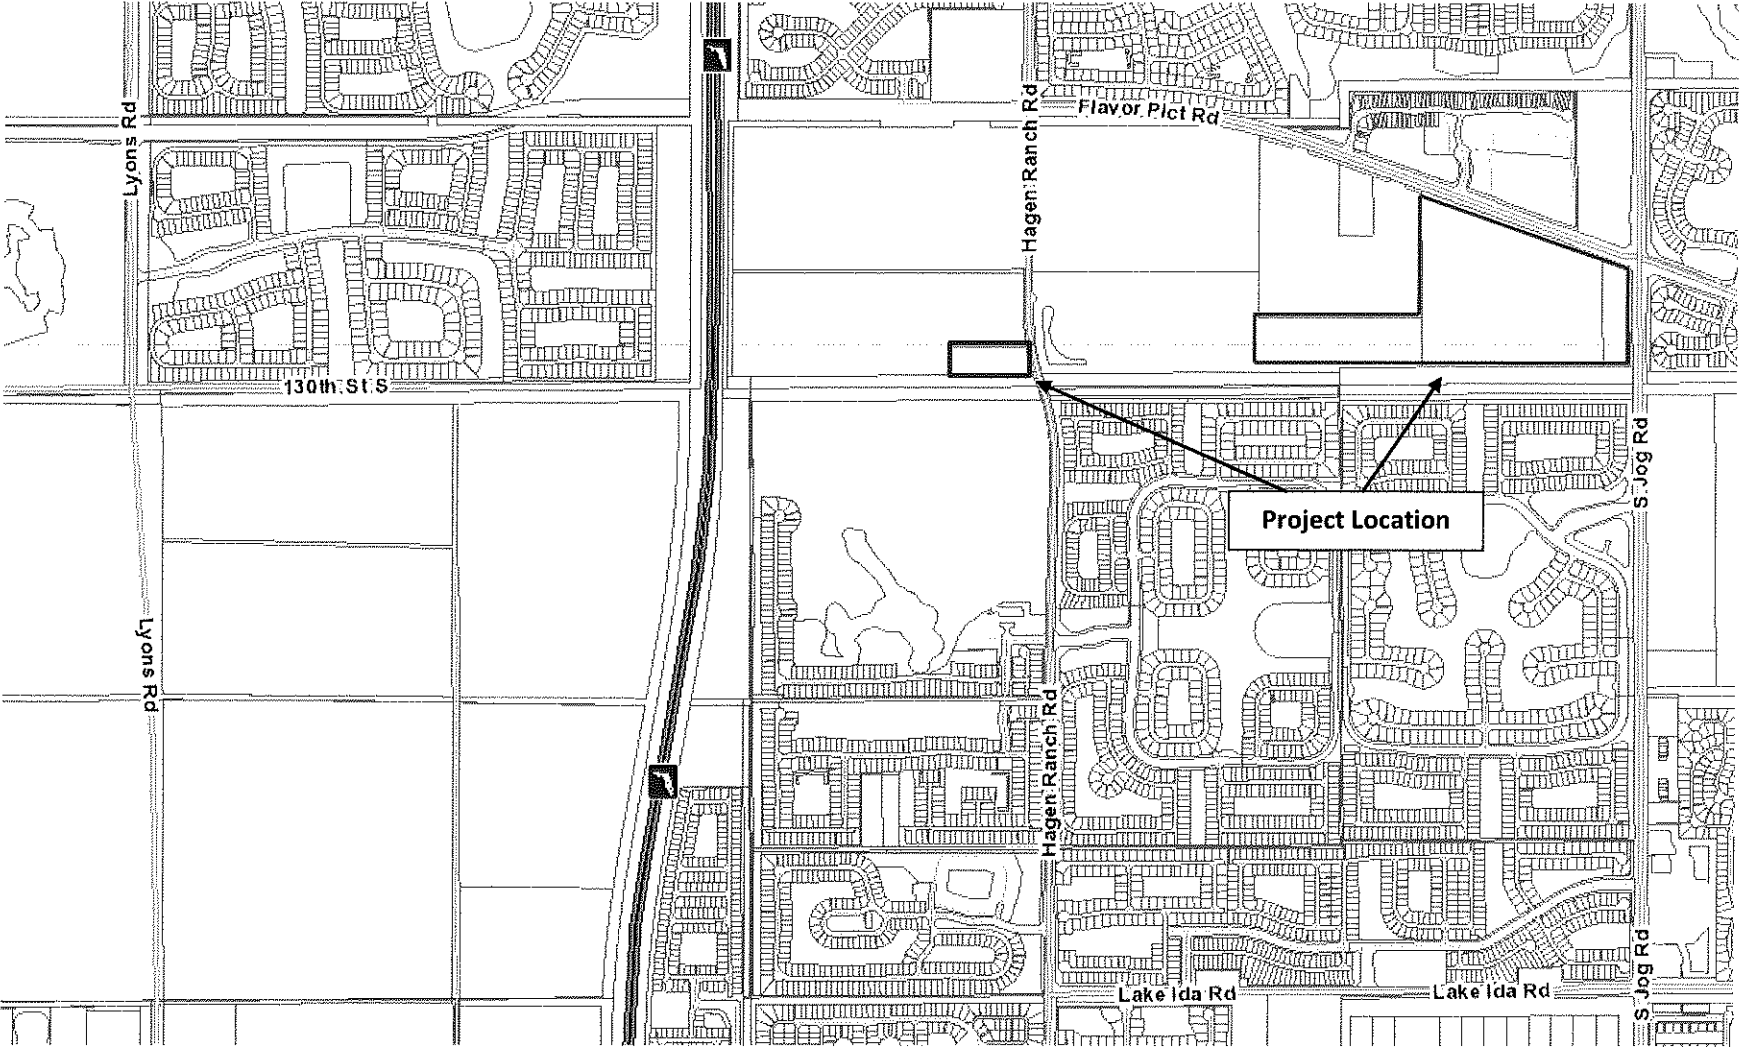 Lyons Rd
Hagen Ranch Rd
Flavor Pict Rd
130th St S
S Jog Rd
Project Location
Lyons Rd
Hagen Ranch Rd
Lake Ida Rd
Lake Ida Rd
S Jog Rd